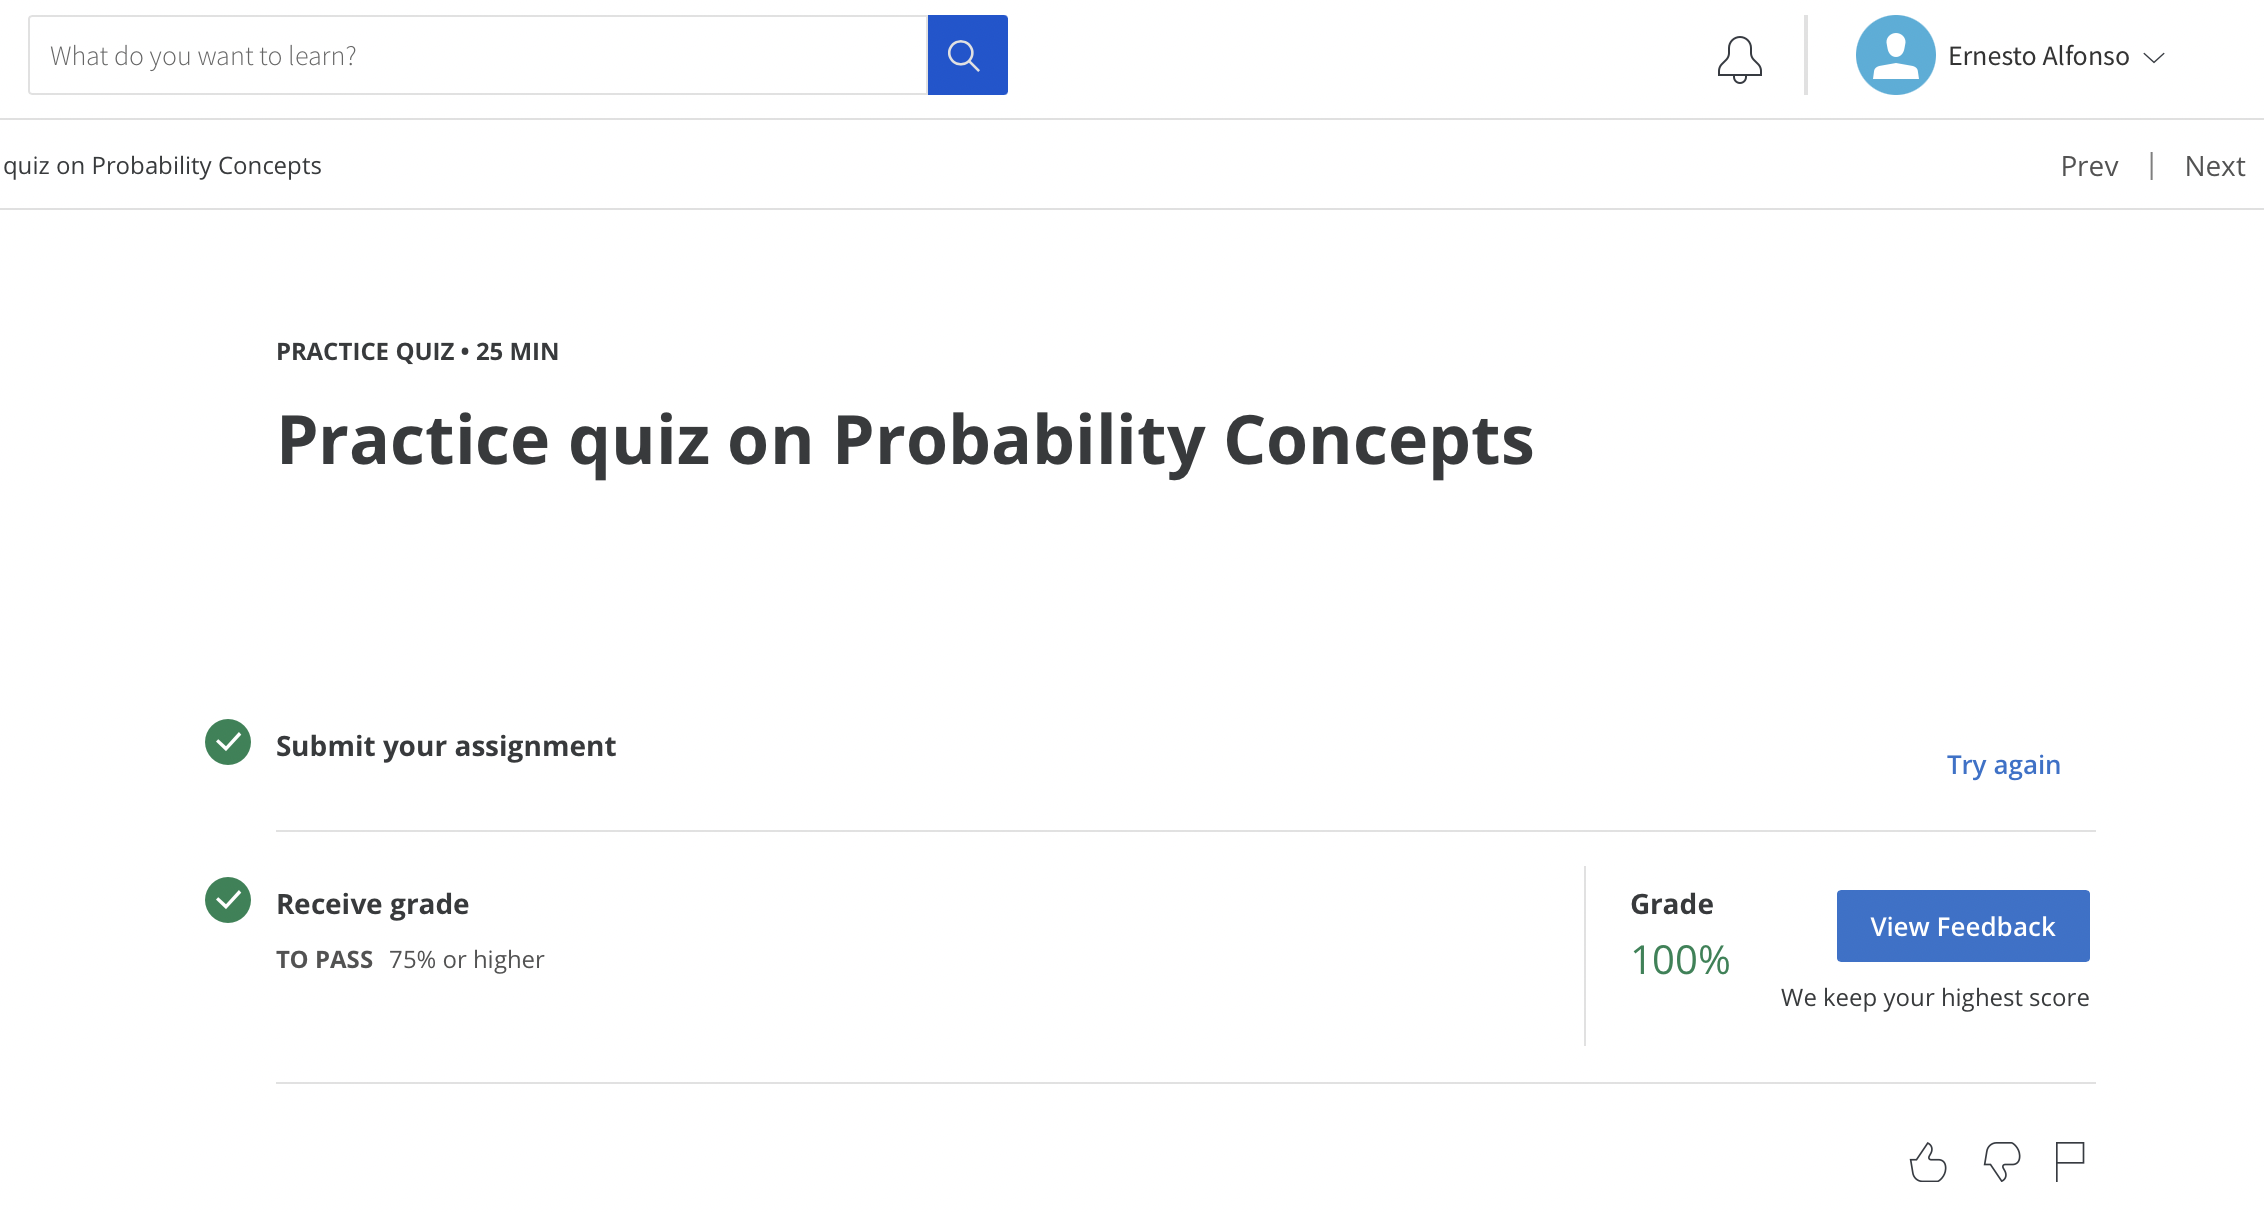 What do you want to learn?
Ernesto Alfonso
quiz on Probability Concepts
Prev | Next
PRACTICE QUIZ • 25 MIN
Practice quiz on Probability Concepts
Submit your assignment
Try again
Receive grade
TO PASS 75% or higher
Grade
100%
View Feedback
We keep your highest score